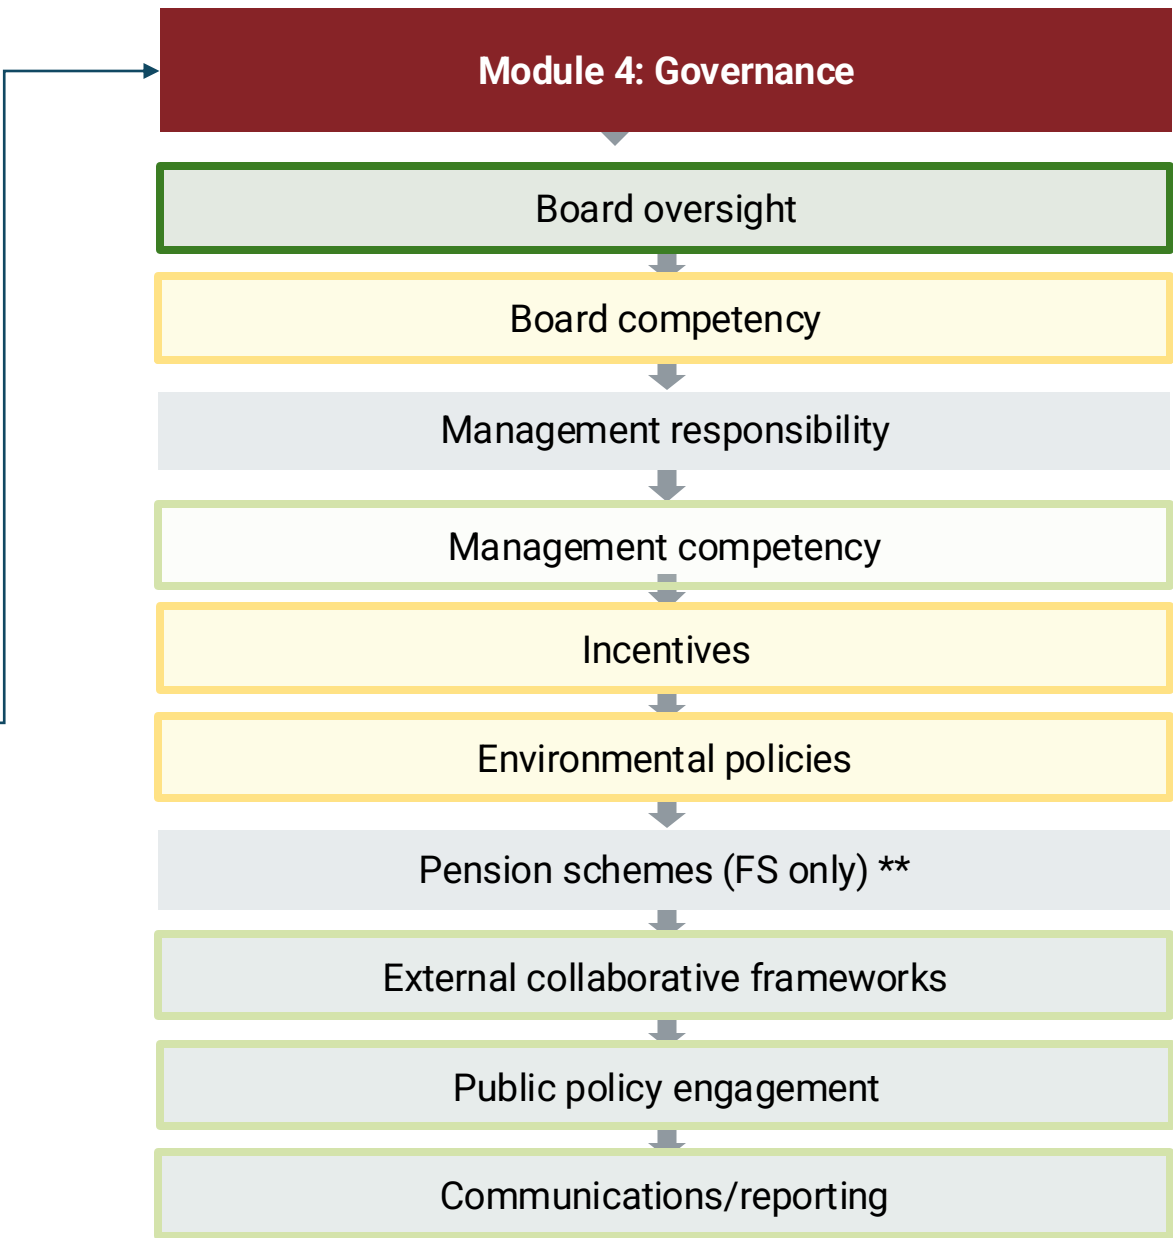 Module 4: Governance
Board oversight
Board competency
Management responsibility
Management competency
Incentives
Environmental policies
Pension schemes (FS only) **
External collaborative frameworks
Public policy engagement
Communications/reporting